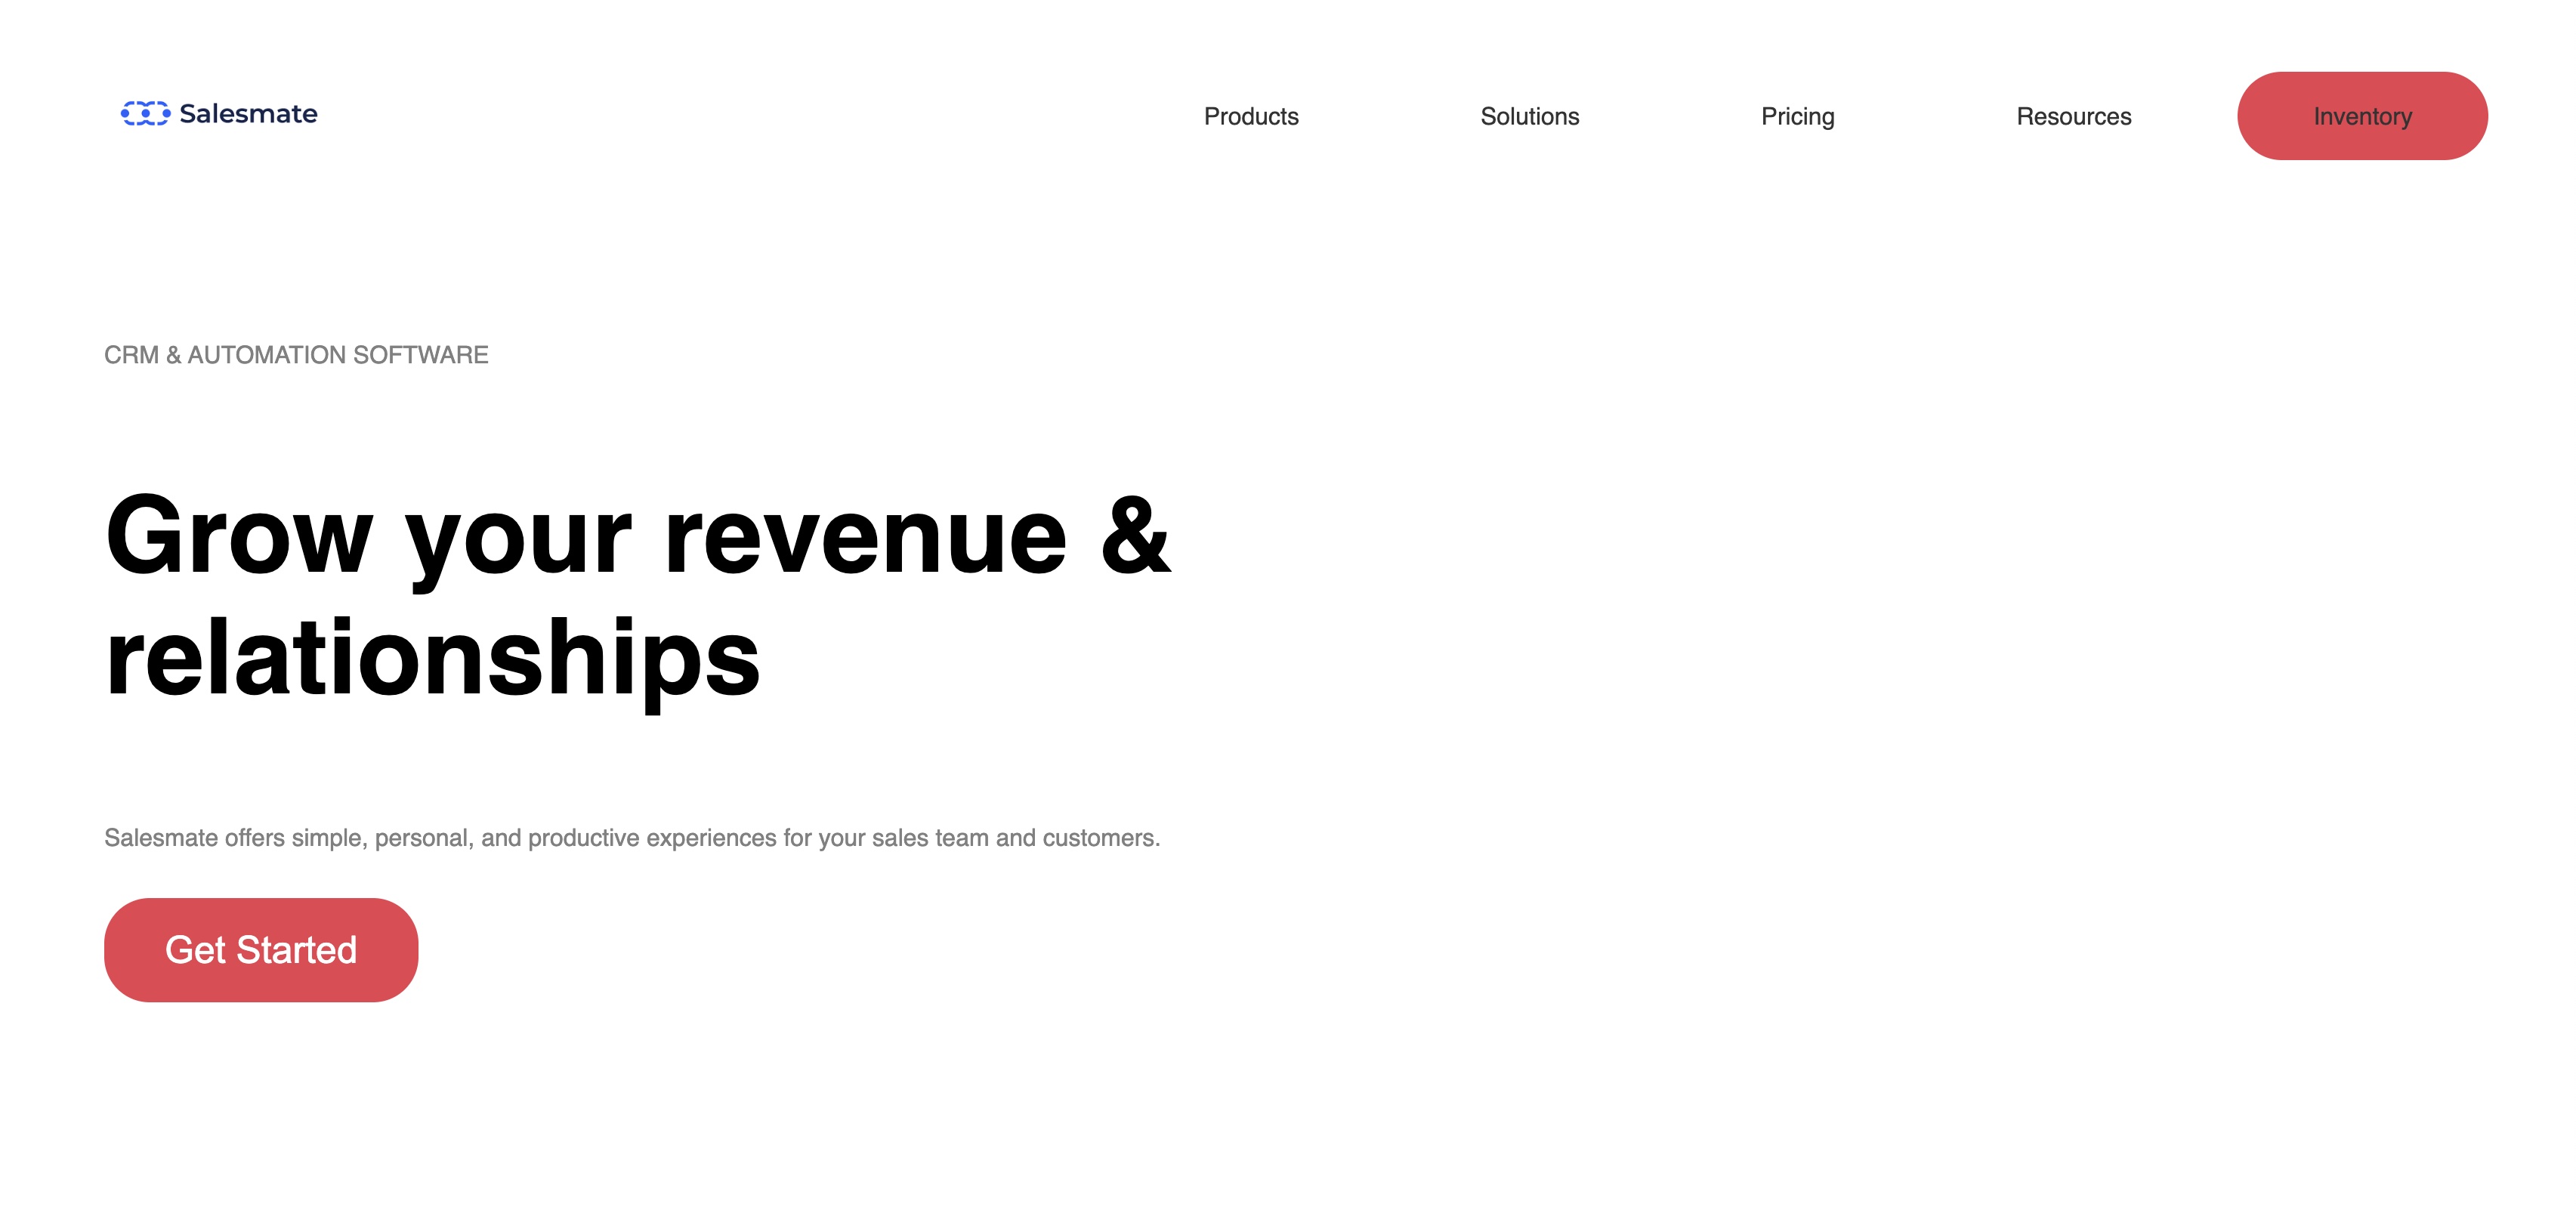 Salesmate
Products
Solutions
Pricing
Resources
Inventory
CRM & AUTOMATION SOFTWARE
Grow your revenue &
relationships
Salesmate offers simple, personal, and productive experiences for your sales team and customers.
Get Started